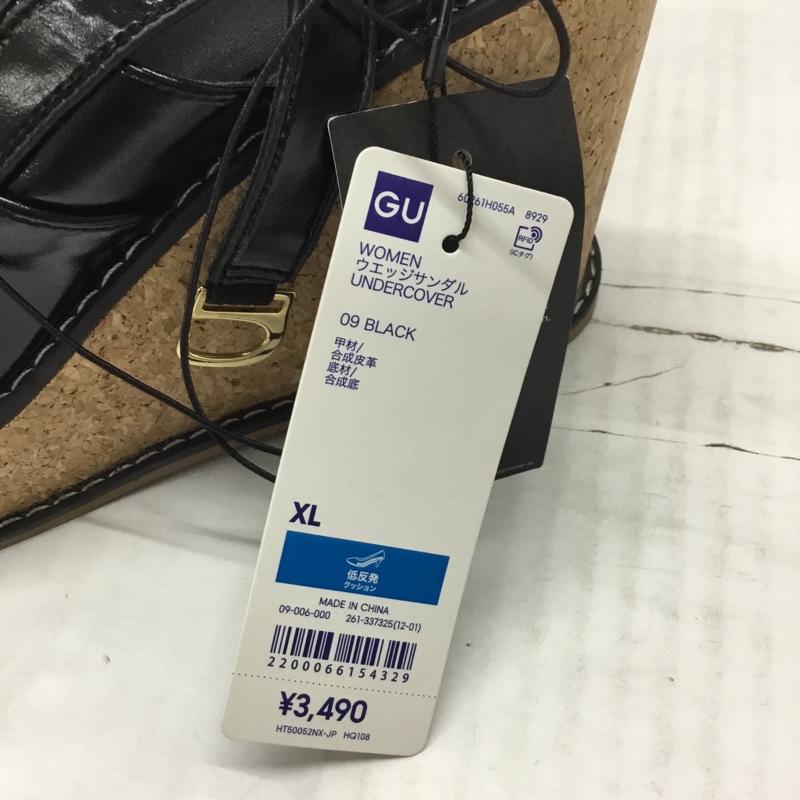 GU
8929
RFID
(ICタグ)
WOMEN
ウエッジサンダル
UNDERCOVER
09 BLACK
甲材/
合成皮革
底材/
合成底
XL
低反発
クッション
MADE IN CHINA
09-006-000 261-337325(12-01)
2200066154329
¥3,490
HT50052NX-JP HQ108